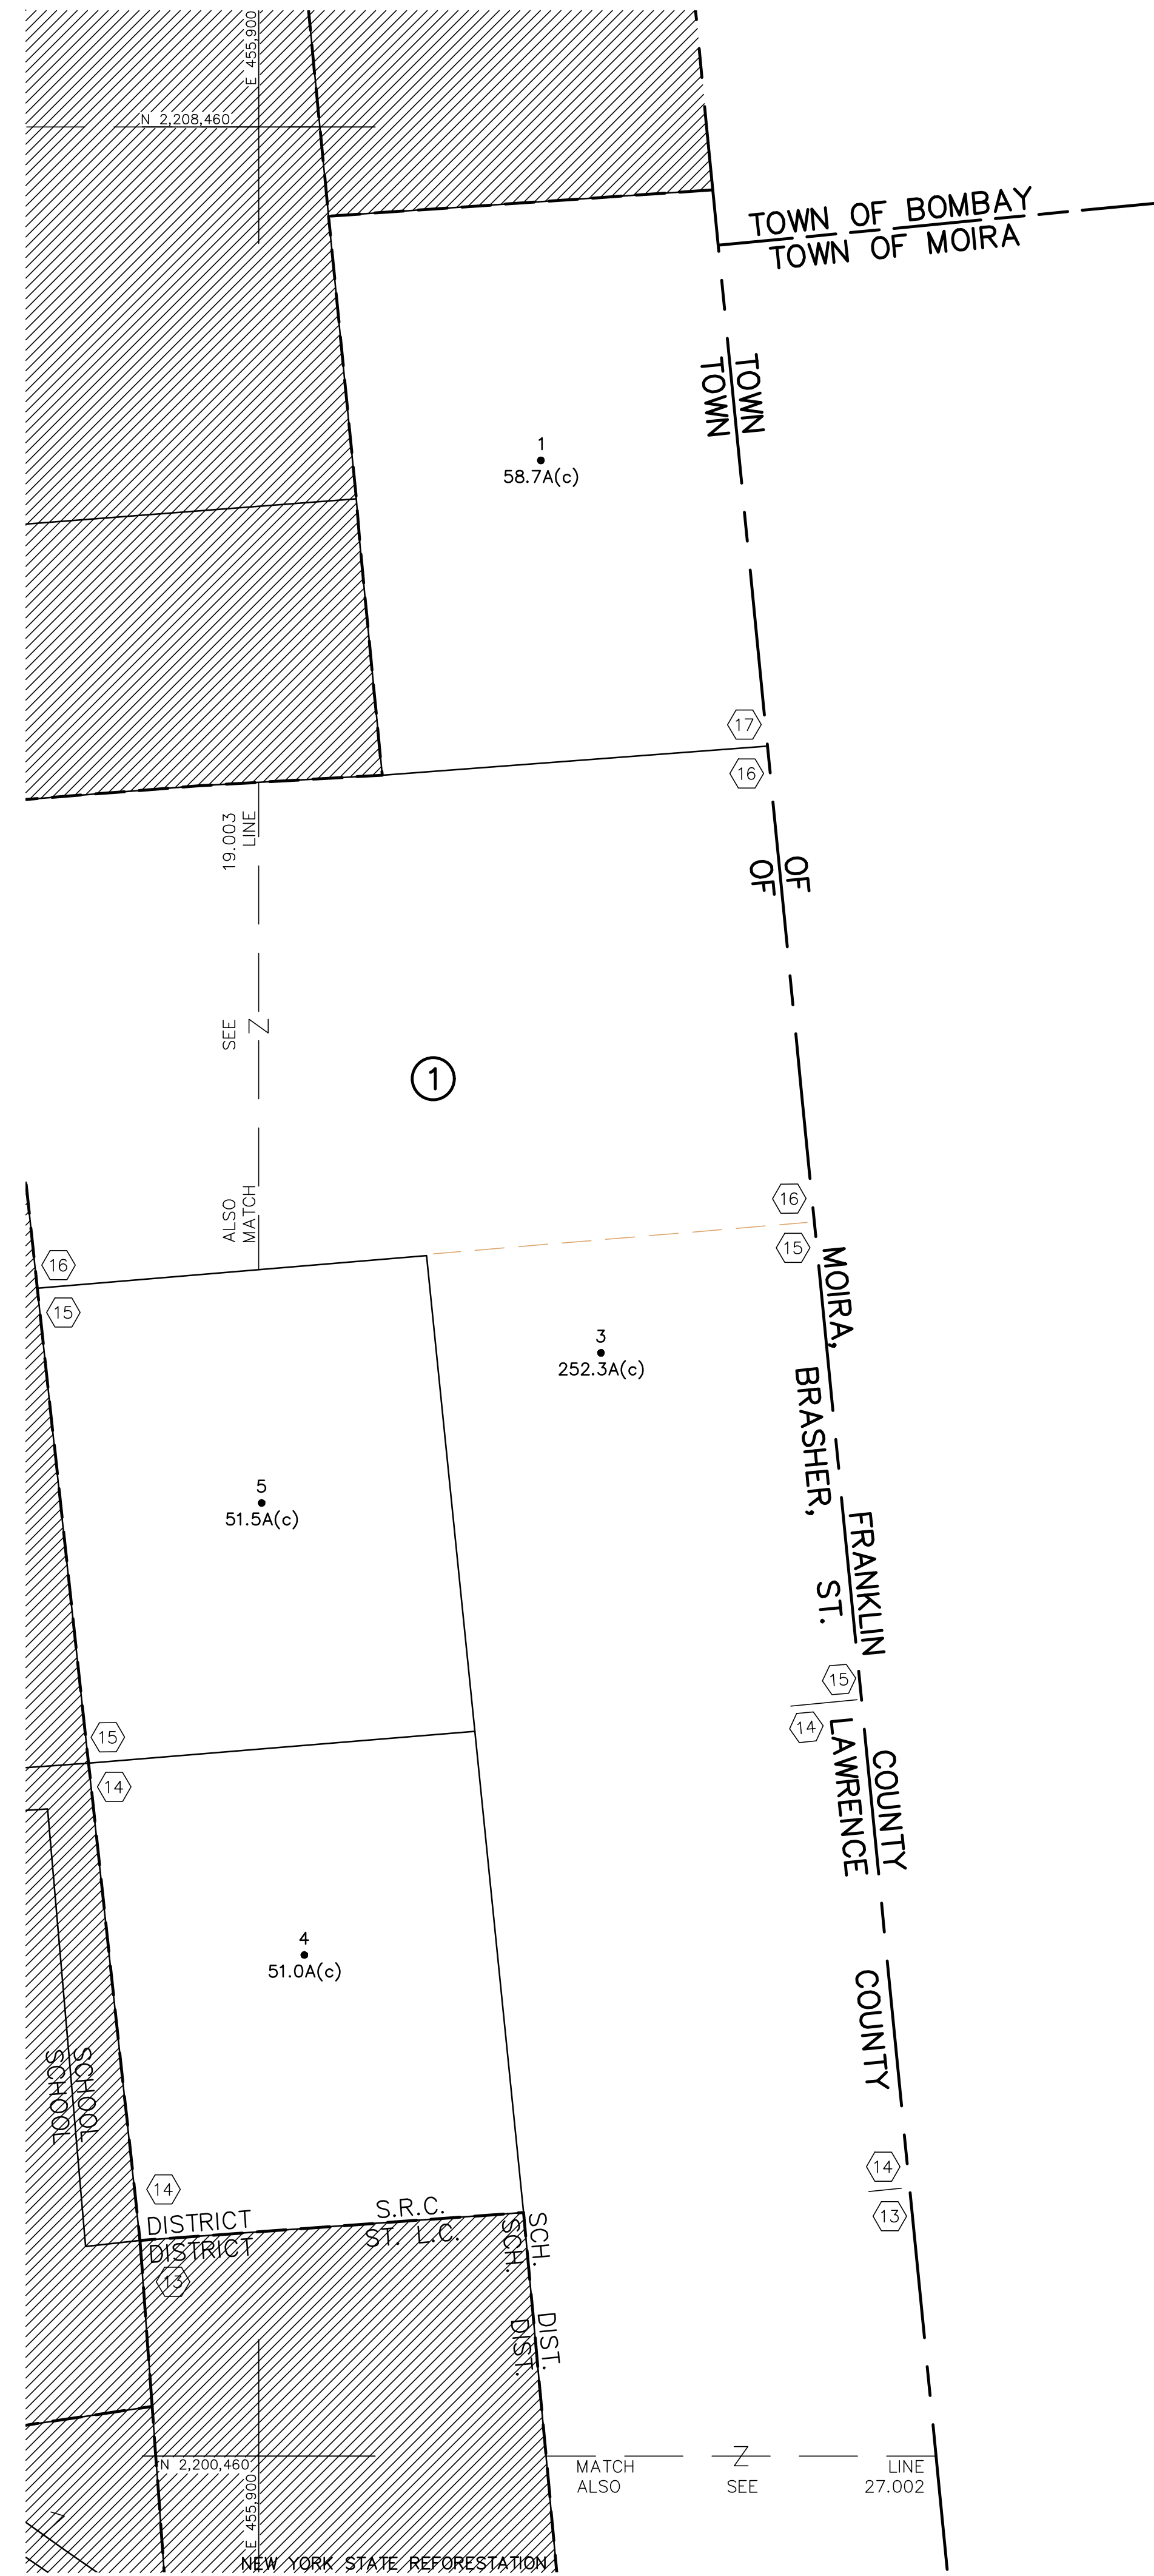 E 455,900
N 2,208,460
TOWN OF BOMBAY
TOWN OF MOIRA
TOWN
TOWN
1
58.7A(c)
17
16
19.003
LINE
OF
OF
SEE
Z
1
ALSO
MATCH
16
15
16
15
MOIRA,
BRASHER,
3
252.3A(c)
5
51.5A(c)
FRANKLIN
ST.
15
14
15
14
LAWRENCE
COUNTY
4
51.0A(c)
COUNTY
SCHOOL
SCHOOL
14
13
14
DISTRICT
DISTRICT
S.R.C.
ST. L.C.
13
SCH.
SCH.
DIST.
DIST.
N 2,200,460
E 455,900
MATCH
ALSO
Z
SEE
LINE
27.002
Z
NEW YORK STATE REFORESTATION